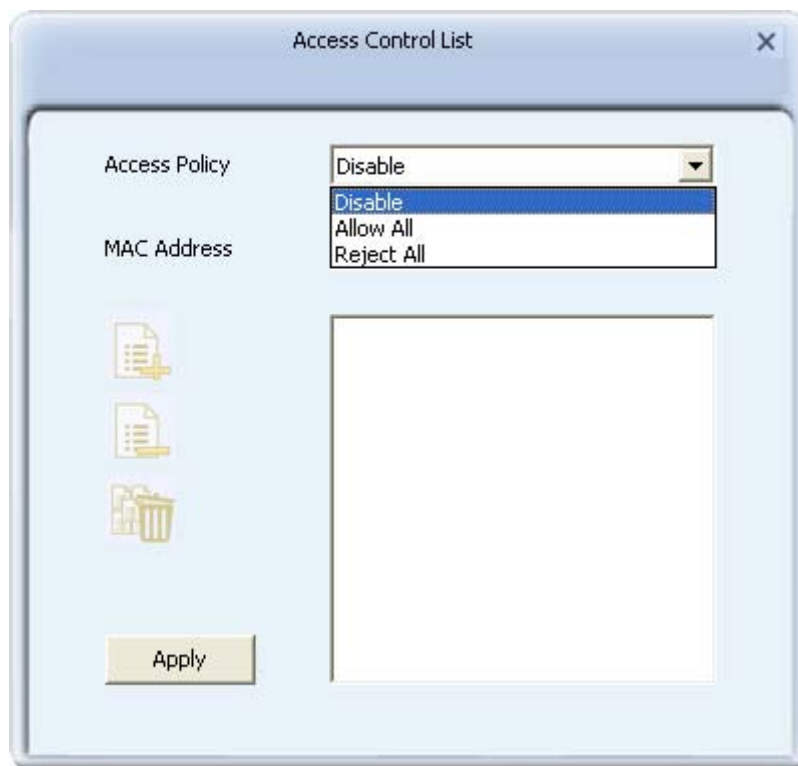 Access Control List
Access Policy
Disable
Disable
Allow All
Reject All
MAC Address
Apply